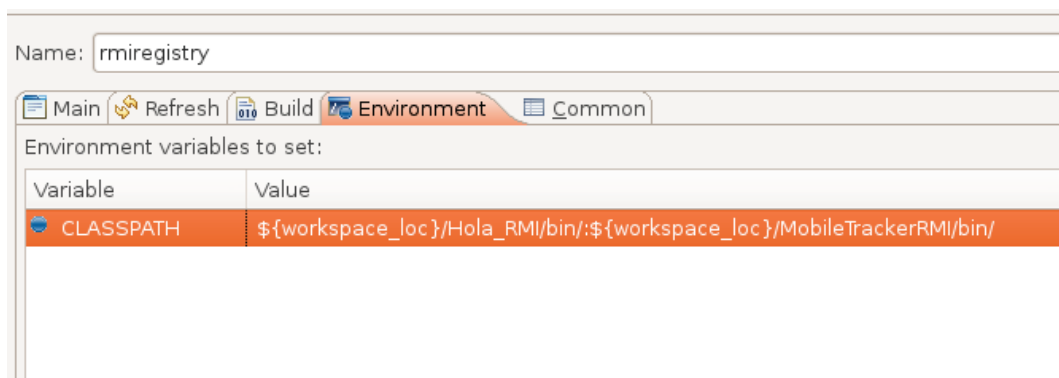 Name: rmiregistry
Main Refresh Build Environment Common
Environment variables to set:
Variable Value
CLASSPATH ${workspace_loc}/Hola_RMI/bin/:${workspace_loc}/MobileTrackerRMI/bin/